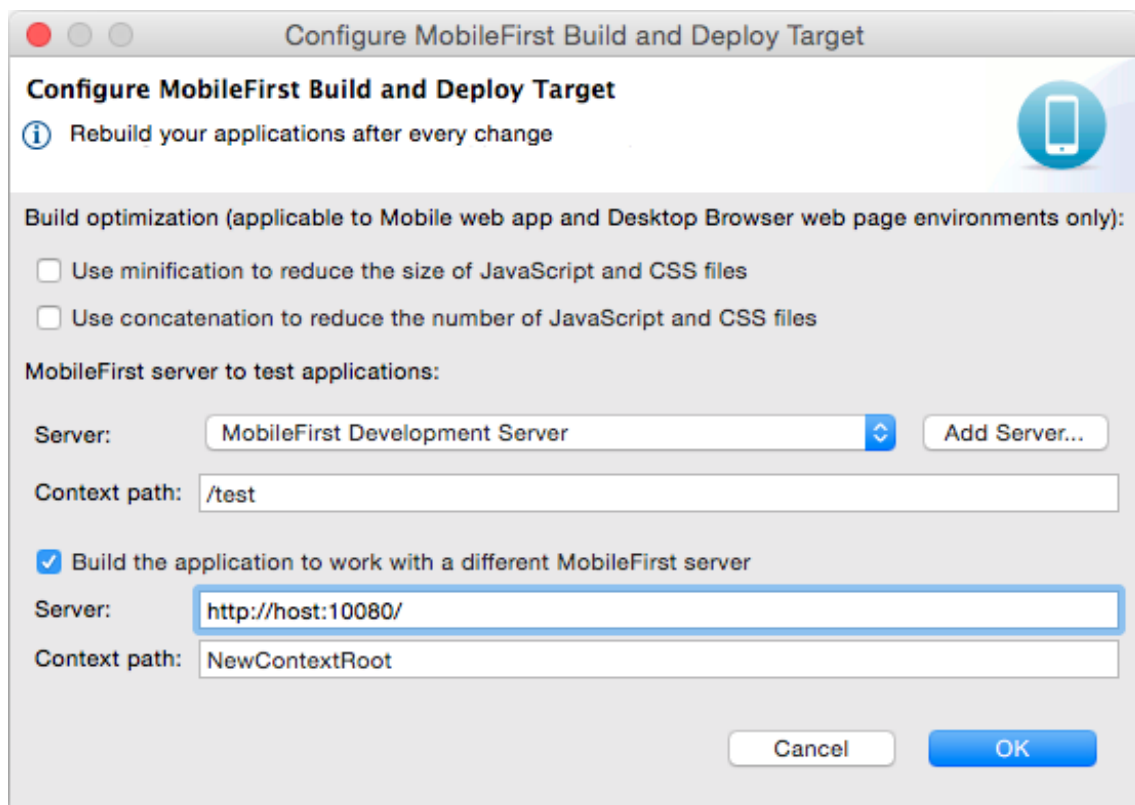 Configure MobileFirst Build and Deploy Target
Configure MobileFirst Build and Deploy Target
Rebuild your applications after every change
Build optimization (applicable to Mobile web app and Desktop Browser web page environments only):
Use minification to reduce the size of JavaScript and CSS files
Use concatenation to reduce the number of JavaScript and CSS files
MobileFirst server to test applications:
Server: MobileFirst Development Server Add Server...
Context path: /test
Build the application to work with a different MobileFirst server
Server: http://host:10080/
Context path: NewContextRoot
Cancel OK